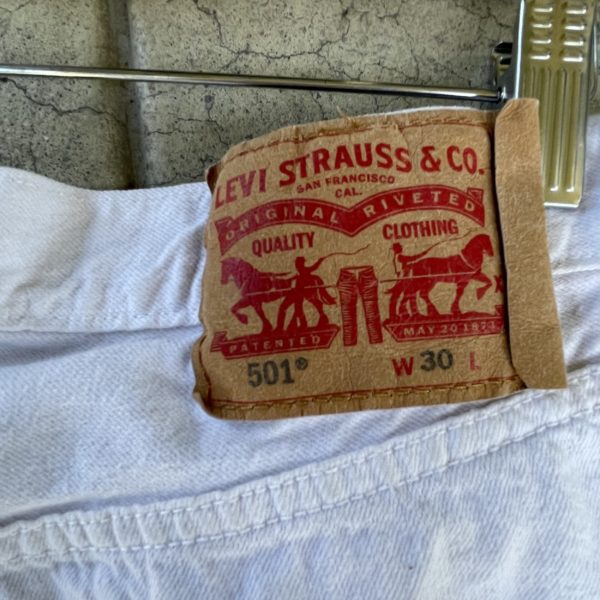 LEVI STRAUSS & CO.
SAN FRANCISCO
CAL.
ORIGINAL RIVETED
QUALITY CLOTHING
PATENTED MAY 20 1873
501® W 30 L